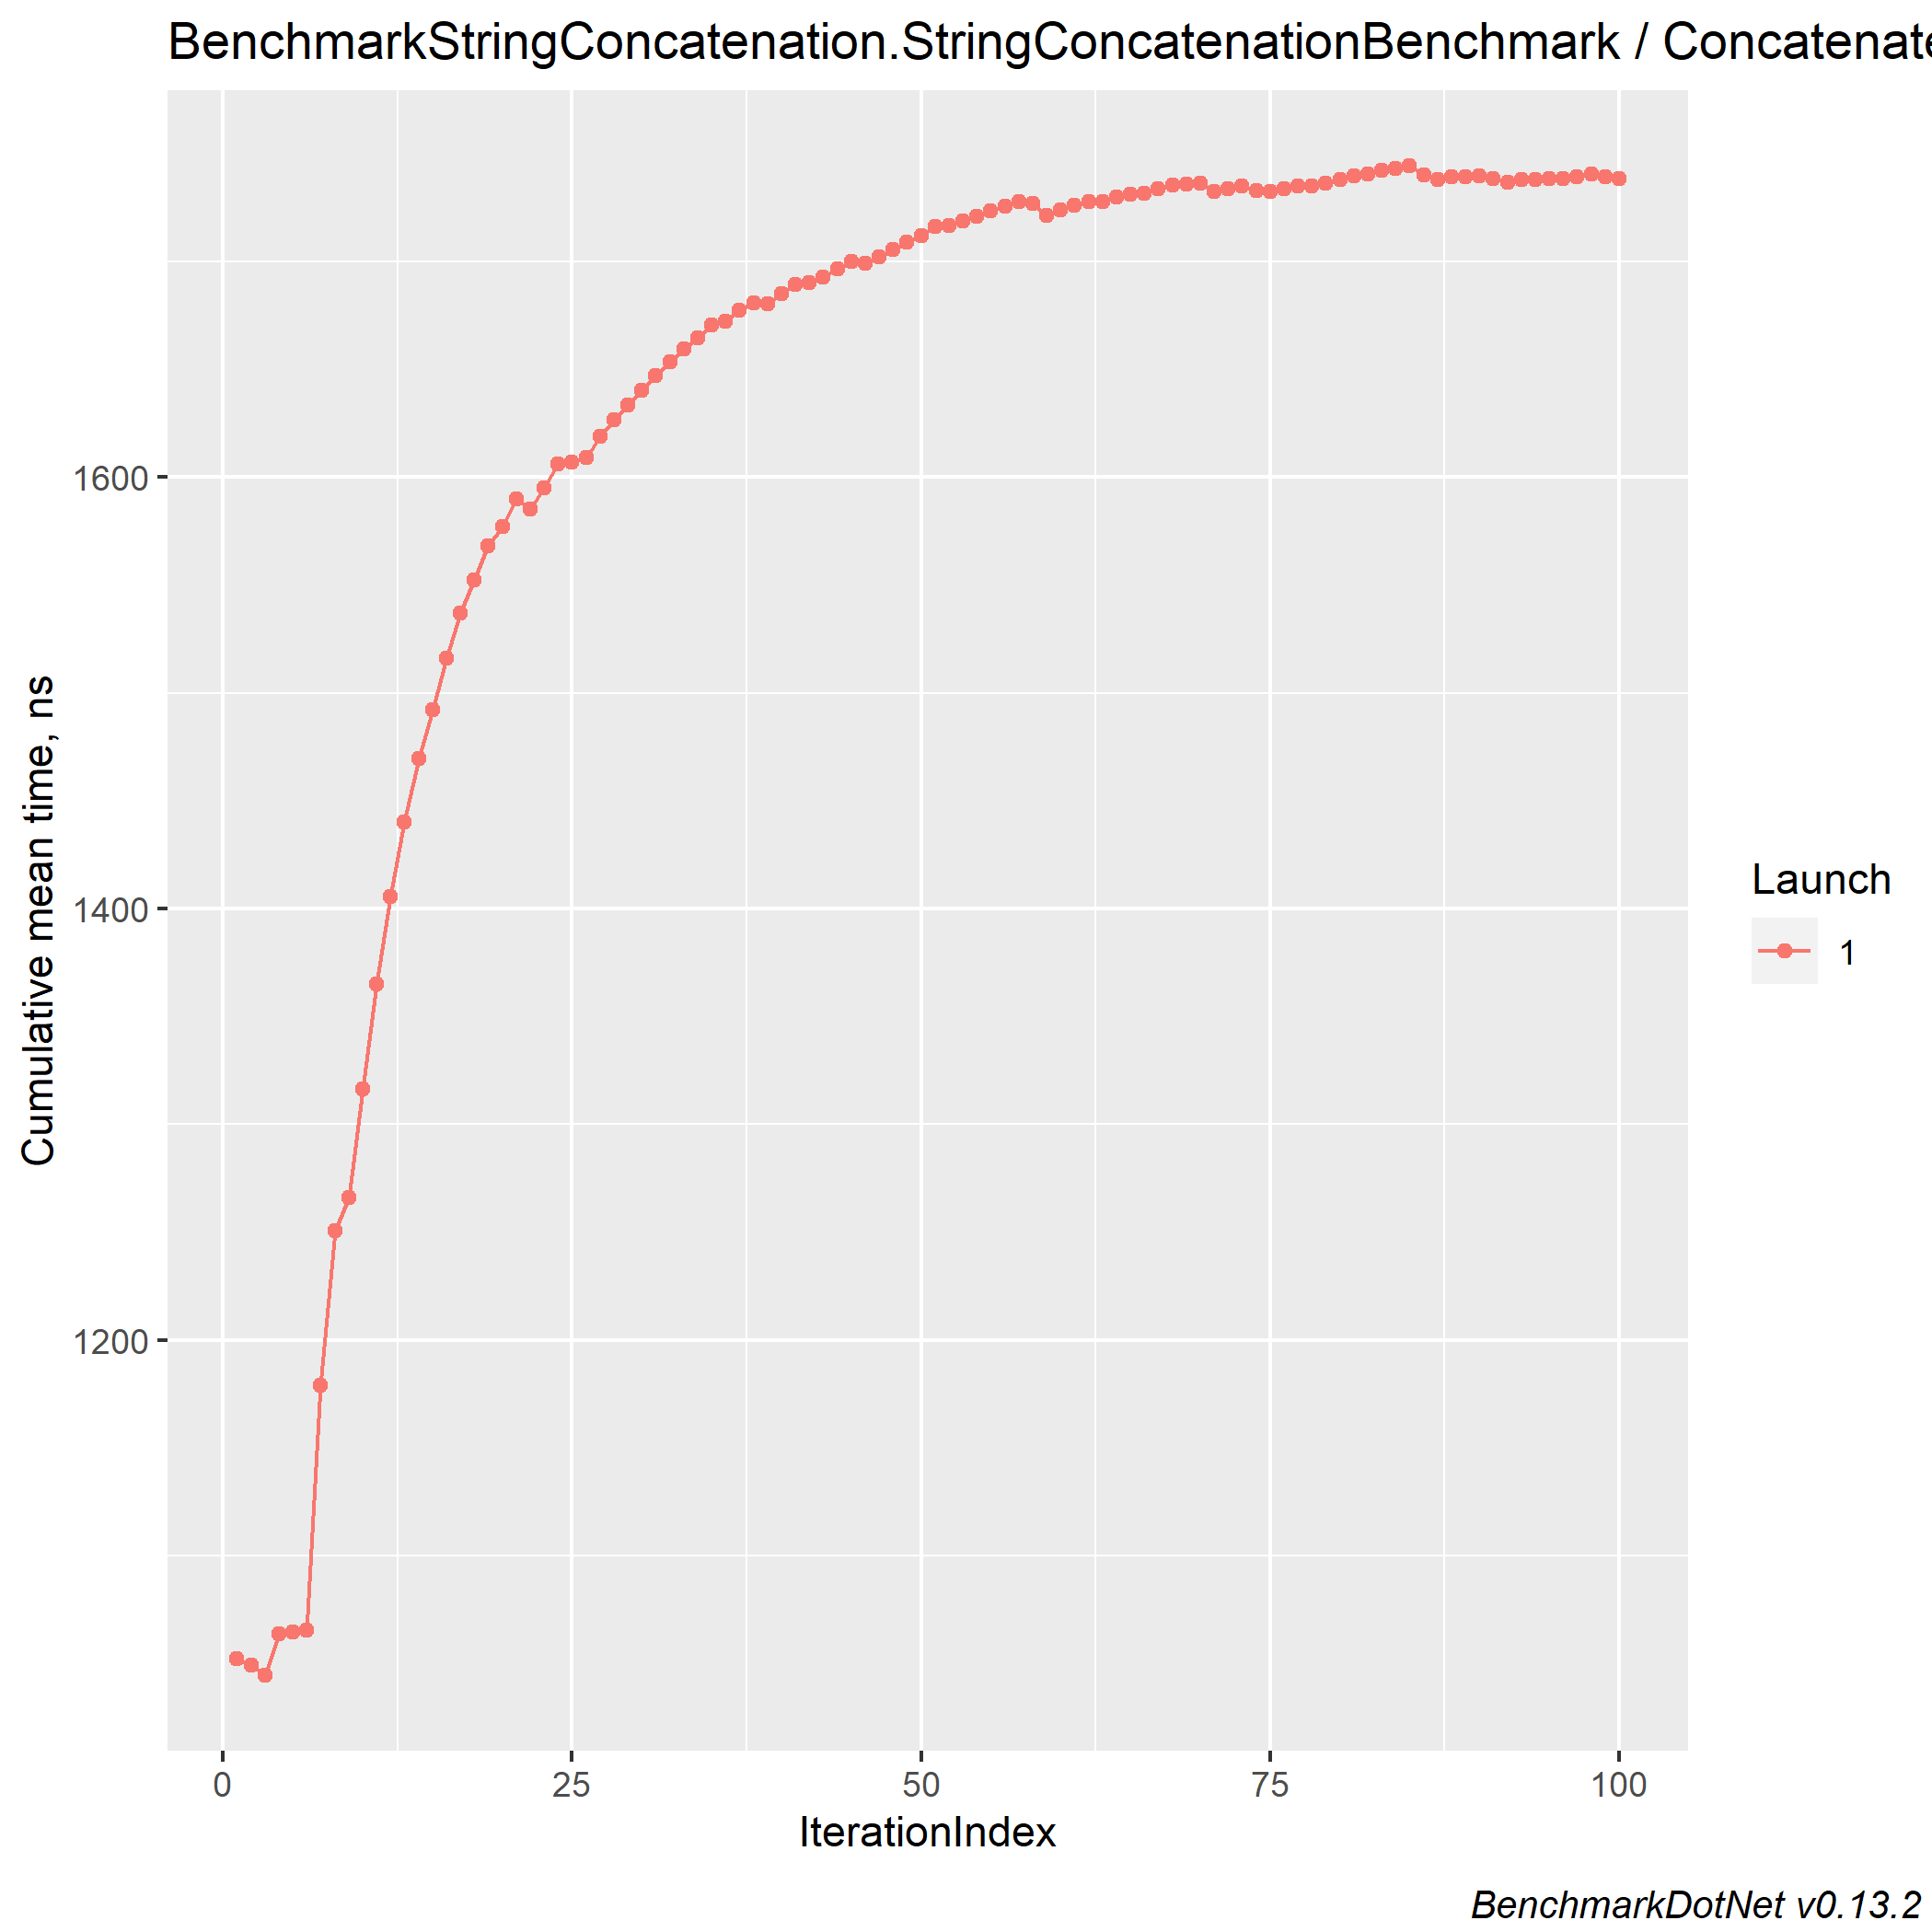 BenchmarkStringConcatenation.StringConcatenationBenchmark / Concatenate
Cumulative mean time, ns
1600
1400
1200
0 25 50 75 100
IterationIndex
Launch
1
BenchmarkDotNet v0.13.2